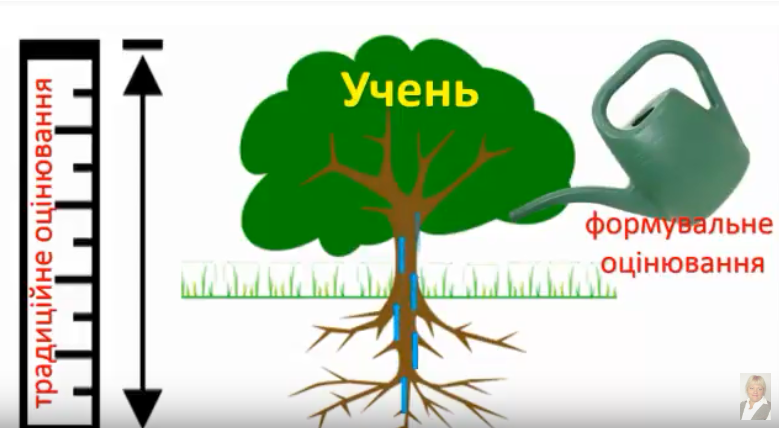 традиційне оцінювання
Учень
формувальне
оцінювання